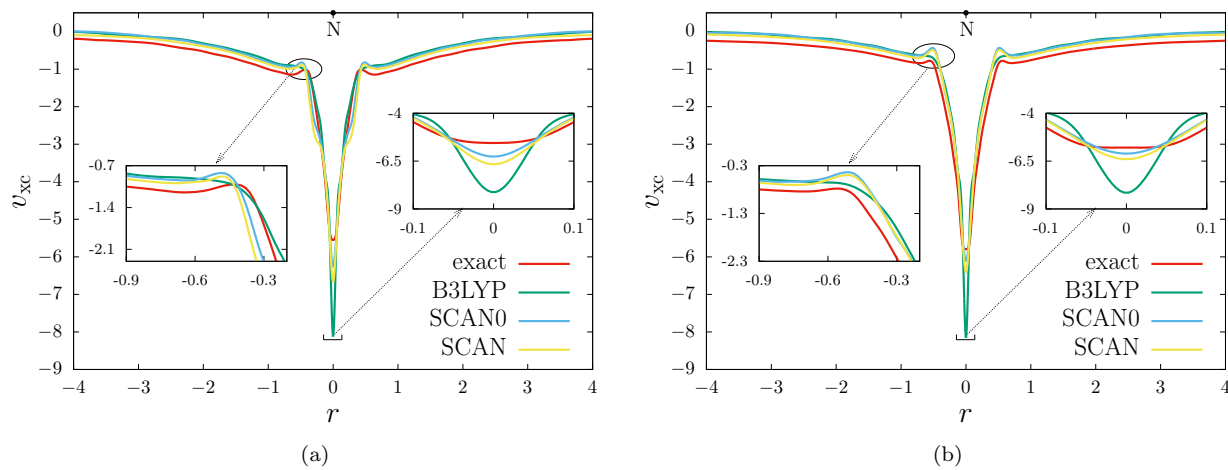 N
0
-1
-2
-3
-4
-5
-6
-7
-8
-9
v_xc
-4 -3 -2 -1 0 1 2 3 4
r
-0.7
-1.4
-2.1
-0.9 -0.6 -0.3
-4
-6.5
-9
-0.1 0 0.1
exact
B3LYP
SCAN0
SCAN
(a)
N
0
-1
-2
-3
-4
-5
-6
-7
-8
-9
v_xc
-4 -3 -2 -1 0 1 2 3 4
r
-0.3
-1.3
-2.3
-0.9 -0.6 -0.3
-4
-6.5
-9
-0.1 0 0.1
exact
B3LYP
SCAN0
SCAN
(b)